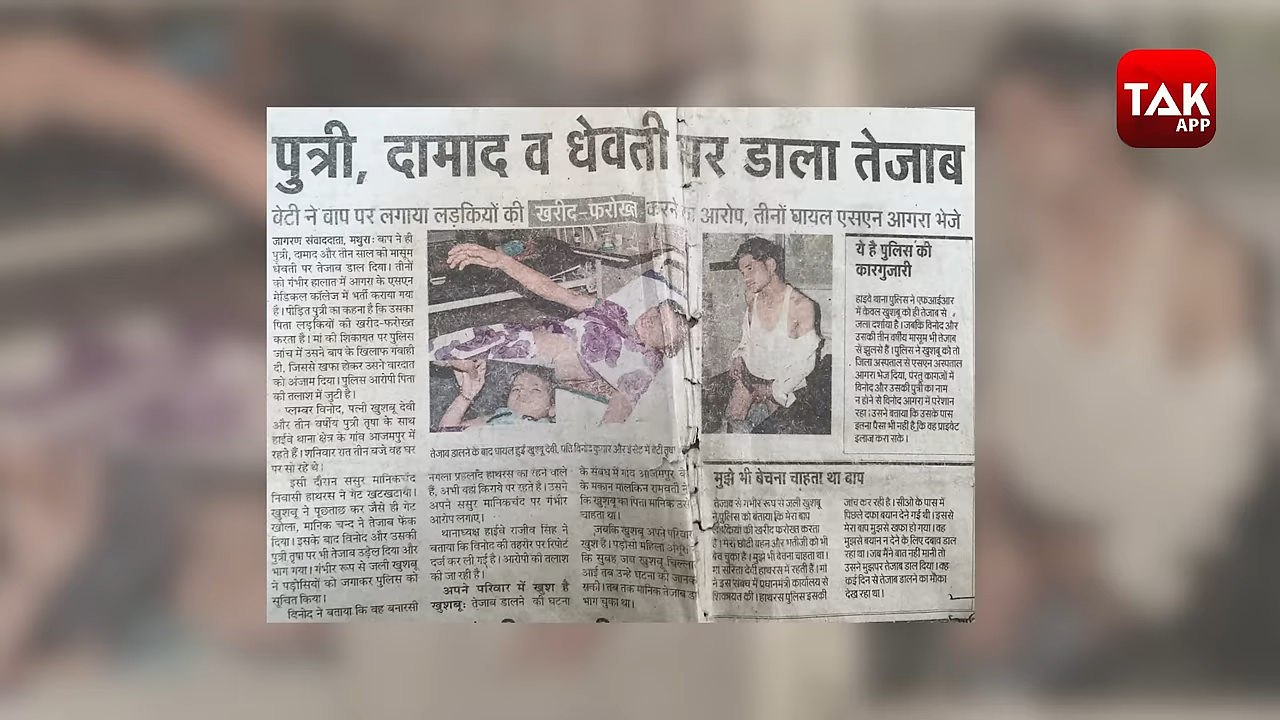 TAK
APP
पुत्री, दामाद व धेवती पर डाला तेजाब
बेटी ने बाप पर लगाया लड़कियों की खरीद-फरोख्त करने का आरोप, तीनों घायल एसएन आगरा भेजे
जागरण संवाददाता, मथुरा: बाप ने ही
पुत्री, दामाद और तीन साल की मासूम
धेवती पर तेजाब डाल दिया। तीनों
को गंभीर हालात में आगरा के एसएन
मेडिकल कॉलेज में भर्ती कराया गया
है। पीड़ित पुत्री का कहना है कि उसका
पिता लड़कियों की खरीद-फरोख्त
करता है। मां की शिकायत पर पुलिस
जांच में उसने बाप के खिलाफ गवाही
दी, जिससे खफा होकर उसने वारदात
को अंजाम दिया। पुलिस आरोपी पिता
की तलाश में जुटी है।
प्लम्बर विनोद, पत्नी खुशबू देवी
और तीन वर्षीय पुत्री तृषा के साथ
हाईवे थाना क्षेत्र के गांव आजमपुर में
रहते हैं। शनिवार रात तीन बजे वह घर
पर सो रहे थे।
इसी दौरान ससुर मानिकचंद
निवासी हाथरस ने गेट खटखटाया।
खुशबू ने पूछताछ कर जैसे ही गेट
खोला, मानिक चन्द ने तेजाब फेंक
दिया। इसके बाद विनोद और उसकी
पुत्री तृषा पर भी तेजाब उड़ेल दिया और
भाग गया। गंभीर रूप से जली खुशबू
ने पड़ोसियों को जगाकर पुलिस को
सूचित किया।
विनोद ने बताया कि वह बनारसी
तेजाब डालने के बाद घायल हुई खुशबू देवी, पति विनोद कुमार और इंसेट में बेटी तृषा
नगला प्रहलाद हाथरस का रहने वाले
हैं, अभी वहां किराये पर रहते हैं। उसने
अपने ससुर मानिकचंद पर गंभीर
आरोप लगाए।
थानाध्यक्ष हाईवे राजीव सिंह ने
बताया कि विनोद की तहरीर पर रिपोर्ट
दर्ज कर ली गई है। आरोपी की तलाश
की जा रही है।
अपने परिवार में खुश है
खुशबू: तेजाब डालने की घटना
के संबंध में गांव आजमपुर के
के मकान मालकिन रामवती ने
कि खुशबू का पिता मानिक उसे
चाहता था।
जबकि खुशबू अपने परिवार
खुश है। पड़ोसी महिला अंगूरी
कि सुबह जब खुशबू चिल्ला
आई तब उन्हें घटना की जानक
सकी। तब तक मानिक तेजाब डा
भाग चुका था।
ये है पुलिस की
कारगुजारी
हाइवे थाना पुलिस ने एफआईआर
में केवल खुशबू को ही तेजाब से
जला दर्शाया है। जबकि विनोद और
उसकी तीन वर्षीय मासूम भी तेजाब
से झुलसे हैं। पुलिस ने खुशबू को तो
जिला अस्पताल से एसएन अस्पताल
आगरा भेज दिया, परंतु कागजों में
विनोद और उसकी पुत्री का नाम
न होने से विनोद आगरा में परेशान
रहा। उसने बताया कि उसके पास
इतना पैसा भी नहीं है, कि वह प्राइवेट
इलाज करा सके।
मुझे भी बेचना चाहता था बाप
तेजाब से गंभीर रूप से जली खुशबू
ने पुलिस को बताया कि मेरा बाप
लड़कियों की खरीद फरोख्त करता
है। मेरी छोटी बहन और भतीजी को भी
बेच चुका है। मुझे भी बेचना चाहता था।
मां सरिता देवी हाथरस में रहती हैं। मां
ने इस संबंध में प्रधानमंत्री कार्यालय से
शिकायत की। हाथरस पुलिस इसकी
जांच कर रही है। सीओ के पास में
पिछले दफा बयान देने गई थी। इससे
मेरा बाप मुझसे खफा हो गया। वह
मुझसे बयान न देने के लिए दबाव डाल
रहा था। जब मैंने बात नहीं मानी तो
उसने मुझपर तेजाब डाल दिया। वह
कई दिन से तेजाब डालने का मौका
देख रहा था।